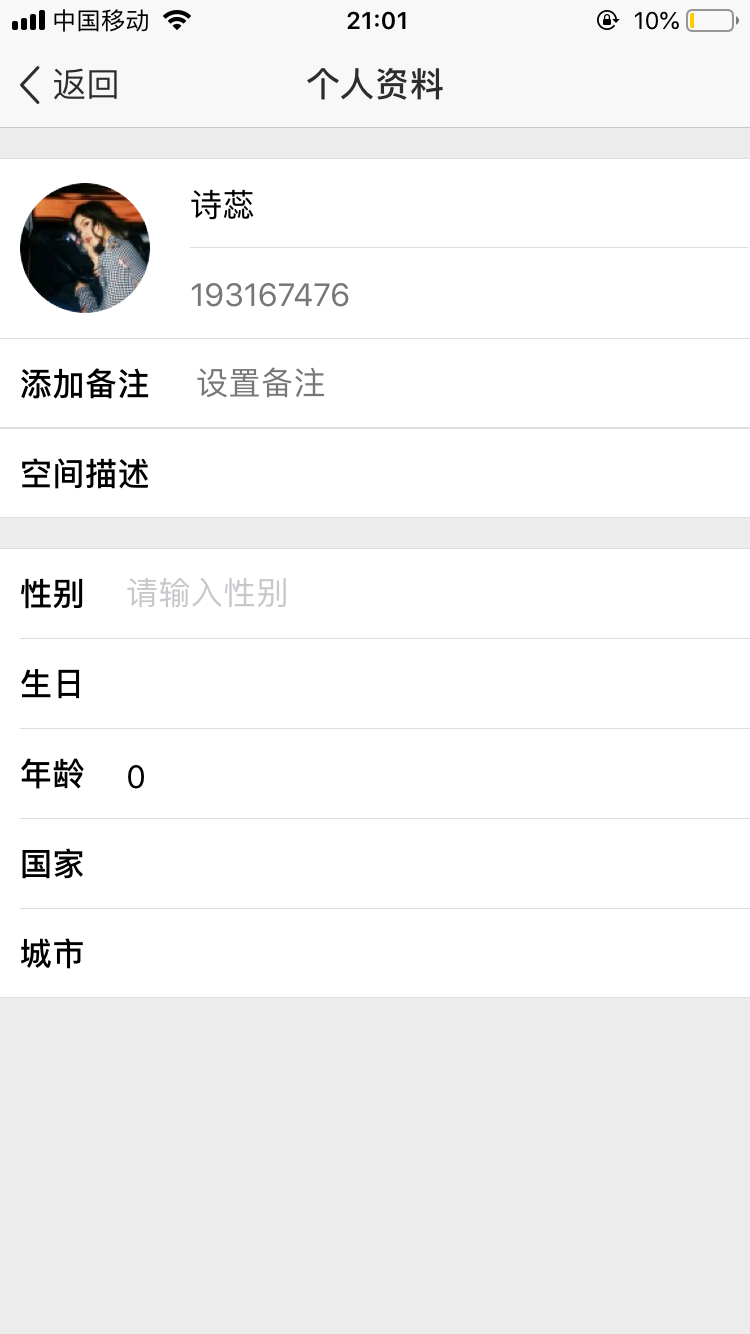 中国移动 21:01 10%
返回 个人资料
诗蕊
193167476
添加备注 设置备注
空间描述
性别 请输入性别
生日
年龄 0
国家
城市